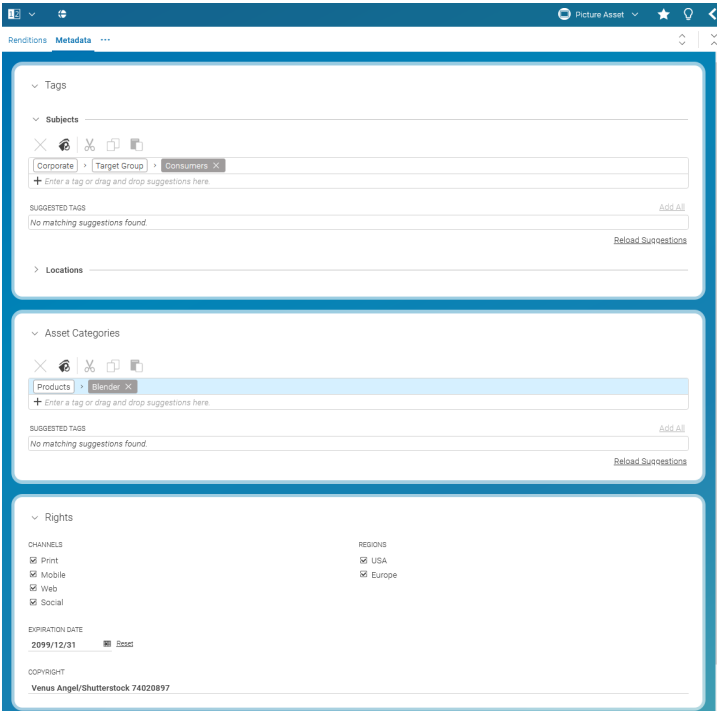 Picture Asset
Renditions Metadata ...
Tags
Subjects
Corporate > Target Group > Consumers ×
+ Enter a tag or drag and drop suggestions here.
SUGGESTED TAGS Add All
No matching suggestions found.
Reload Suggestions
> Locations
Asset Categories
Products > Blender ×
+ Enter a tag or drag and drop suggestions here.
SUGGESTED TAGS Add All
No matching suggestions found.
Reload Suggestions
Rights
CHANNELS REGIONS
Print USA
Mobile Europe
Web
Social
EXPIRATION DATE
2099/12/31 Reset
COPYRIGHT
Venus Angel/Shutterstock 74020897